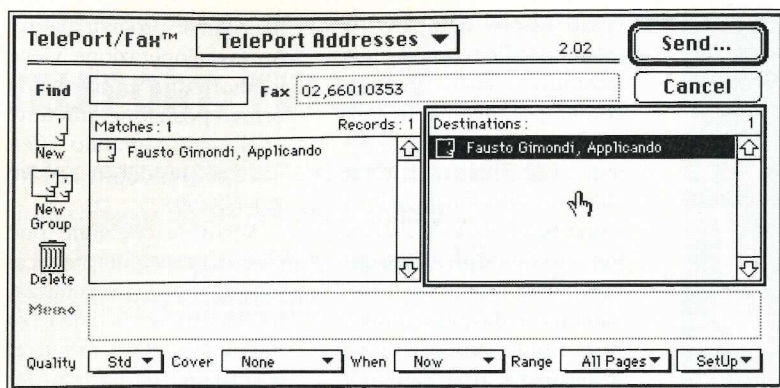 TelePort/Fax™ TelePort Addresses 2.02 Send...
Find Fax 02,66010353 Cancel
New
New Group
Delete
Matches: 1 Records: 1
Fausto Gimondi, Applicando
Destinations: 1
Fausto Gimondi, Applicando
Memo
Quality Std Cover None When Now Range All Pages SetUp